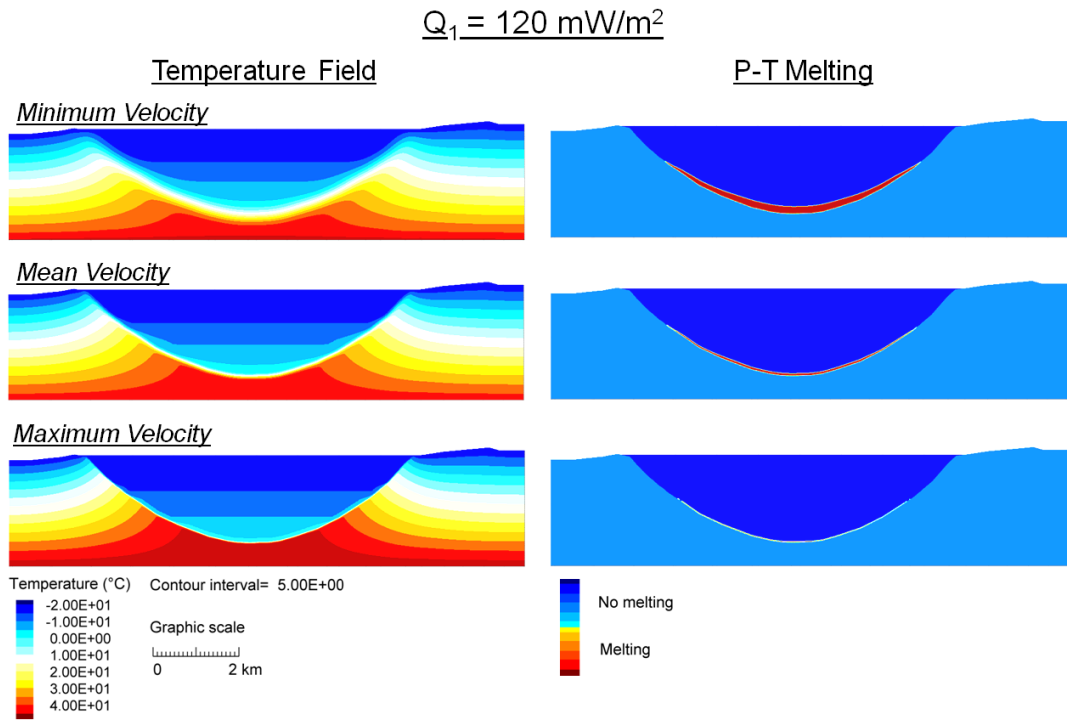 Q₁ = 120 mW/m²
Temperature Field
P-T Melting
Minimum Velocity
Mean Velocity
Maximum Velocity
Temperature (°C)
-2.00E+01
-1.00E+01
0.00E+00
1.00E+01
2.00E+01
3.00E+01
4.00E+01
Contour interval= 5.00E+00
Graphic scale
0 2 km
No melting
Melting